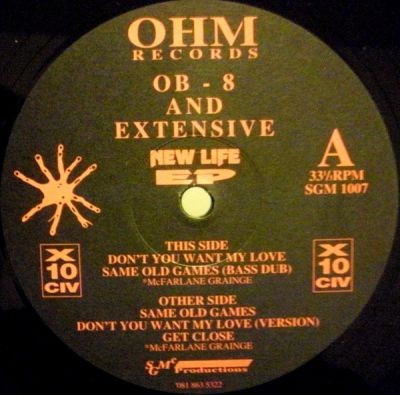 OHM
RECORDS
OB - 8
AND
EXTENSIVE
NEW LIFE
EP
A
33⅓RPM
SGM 1007
X
10
CIV
THIS SIDE
DON'T YOU WANT MY LOVE
SAME OLD GAMES (BASS DUB)
*McFARLANE GRAINGE
OTHER SIDE
SAME OLD GAMES
DON'T YOU WANT MY LOVE (VERSION)
GET CLOSE
*McFARLANE GRAINGE
X
10
CIV
SGMc Productions
'081 863 5322